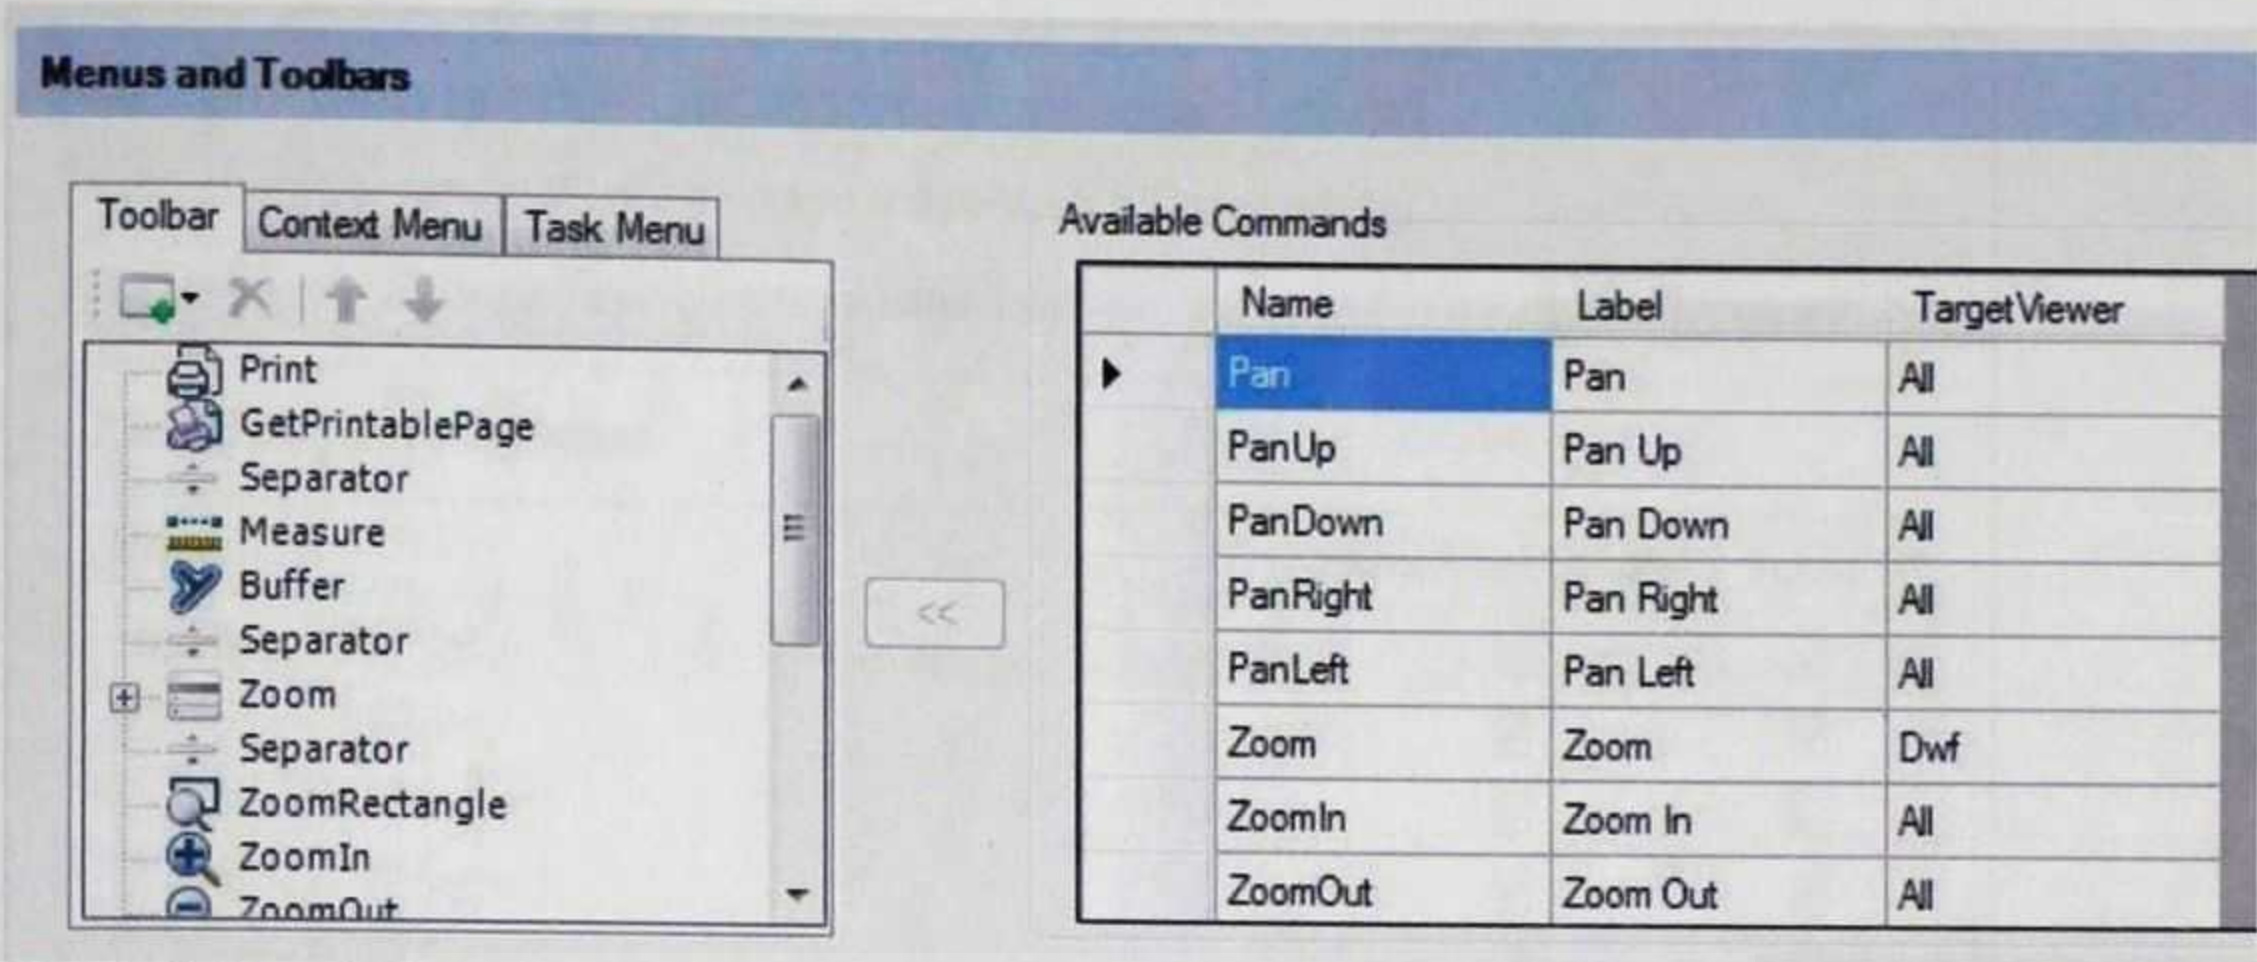 Menus and Toolbars
Toolbar Context Menu Task Menu
Print
GetPrintablePage
Separator
Measure
Buffer
Separator
Zoom
Separator
ZoomRectangle
ZoomIn
ZoomOut
<<
Available Commands
Name Label TargetViewer
Pan Pan All
PanUp Pan Up All
PanDown Pan Down All
PanRight Pan Right All
PanLeft Pan Left All
Zoom Zoom Dwf
ZoomIn Zoom In All
ZoomOut Zoom Out All